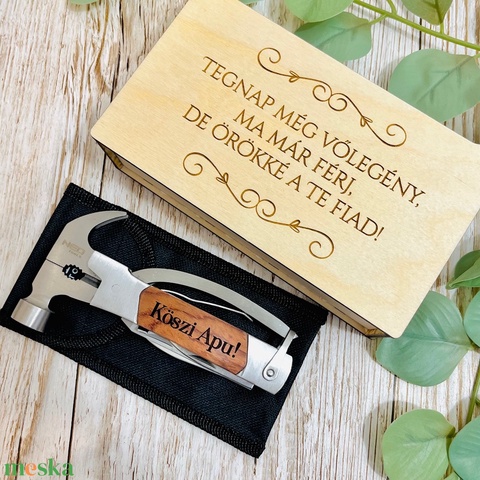 TEGNAP MÉG VŐLEGÉNY,
MA MÁR FÉRJ,
DE ÖRÖKKÉ A TE FIAD!
Köszi Apu!
meska